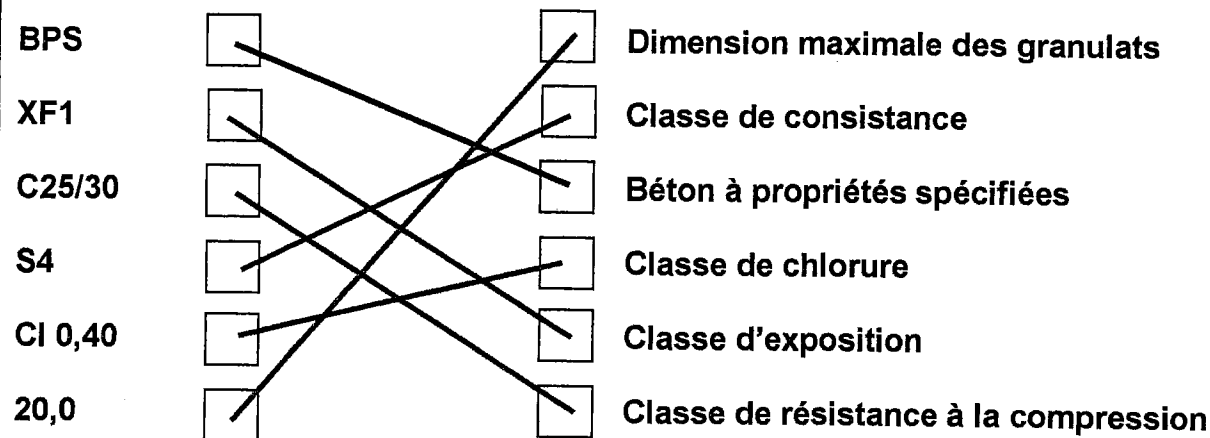 BPS Dimension maximale des granulats
XF1 Classe de consistance
C25/30 Béton à propriétés spécifiées
S4 Classe de chlorure
Cl 0,40 Classe d'exposition
20,0 Classe de résistance à la compression